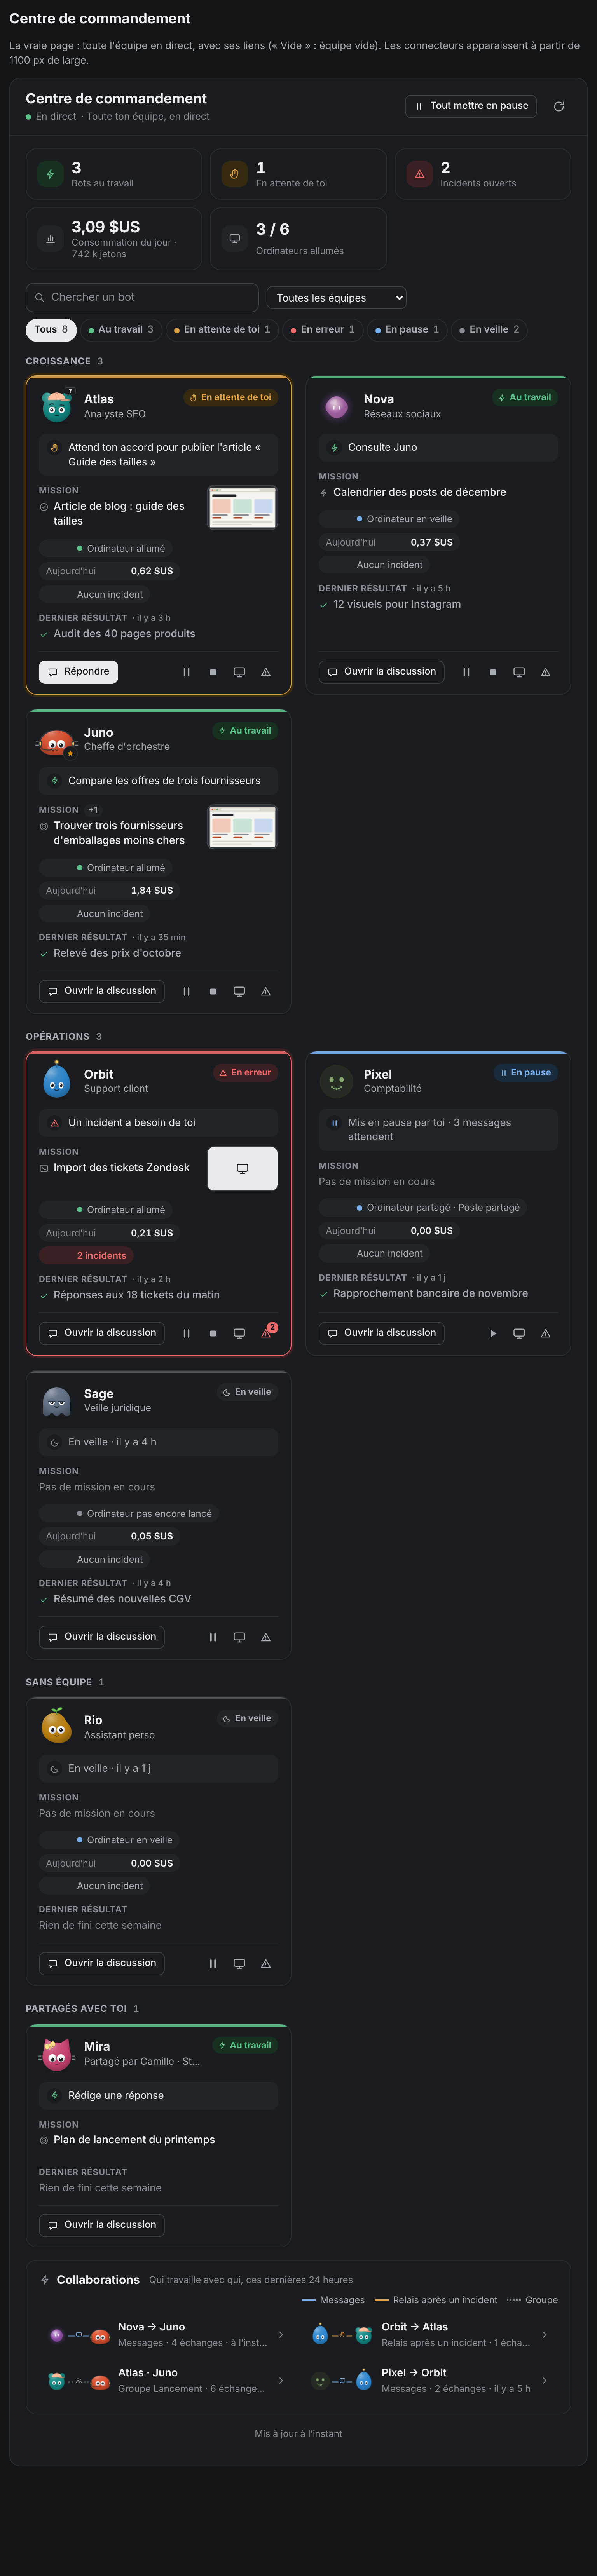 Centre de commandement
La vraie page : toute l'équipe en direct, avec ses liens (« Vide » : équipe vide). Les connecteurs apparaissent à partir de
1100 px de large.
Centre de commandement
En direct · Toute ton équipe, en direct
Tout mettre en pause
3
Bots au travail
1
En attente de toi
2
Incidents ouverts
3,09 $US
Consommation du jour ·
742 k jetons
3 / 6
Ordinateurs allumés
Chercher un bot
Toutes les équipes
Tous 8
Au travail 3
En attente de toi 1
En erreur 1
En pause 1
En veille 2
CROISSANCE 3
Atlas
Analyste SEO
En attente de toi
Attend ton accord pour publier l'article «
Guide des tailles »
MISSION
Article de blog : guide des
tailles
Ordinateur allumé
Aujourd'hui 0,62 $US
Aucun incident
DERNIER RÉSULTAT · il y a 3 h
Audit des 40 pages produits
Répondre
Nova
Réseaux sociaux
Au travail
Consulte Juno
MISSION
Calendrier des posts de décembre
Ordinateur en veille
Aujourd'hui 0,37 $US
Aucun incident
DERNIER RÉSULTAT · il y a 5 h
12 visuels pour Instagram
Ouvrir la discussion
Juno
Cheffe d'orchestre
Au travail
Compare les offres de trois fournisseurs
MISSION +1
Trouver trois fournisseurs
d'emballages moins chers
Ordinateur allumé
Aujourd'hui 1,84 $US
Aucun incident
DERNIER RÉSULTAT · il y a 35 min
Relevé des prix d'octobre
Ouvrir la discussion
OPÉRATIONS 3
Orbit
Support client
En erreur
Un incident a besoin de toi
MISSION
Import des tickets Zendesk
Ordinateur allumé
Aujourd'hui 0,21 $US
2 incidents
DERNIER RÉSULTAT · il y a 2 h
Réponses aux 18 tickets du matin
Ouvrir la discussion
2
Pixel
Comptabilité
En pause
Mis en pause par toi · 3 messages
attendent
MISSION
Pas de mission en cours
Ordinateur partagé · Poste partagé
Aujourd'hui 0,00 $US
Aucun incident
DERNIER RÉSULTAT · il y a 1 j
Rapprochement bancaire de novembre
Ouvrir la discussion
Sage
Veille juridique
En veille
En veille · il y a 4 h
MISSION
Pas de mission en cours
Ordinateur pas encore lancé
Aujourd'hui 0,05 $US
Aucun incident
DERNIER RÉSULTAT · il y a 4 h
Résumé des nouvelles CGV
Ouvrir la discussion
SANS ÉQUIPE 1
Rio
Assistant perso
En veille
En veille · il y a 1 j
MISSION
Pas de mission en cours
Ordinateur en veille
Aujourd'hui 0,00 $US
Aucun incident
DERNIER RÉSULTAT
Rien de fini cette semaine
Ouvrir la discussion
PARTAGÉS AVEC TOI 1
Mira
Partagé par Camille · St...
Au travail
Rédige une réponse
MISSION
Plan de lancement du printemps
DERNIER RÉSULTAT
Rien de fini cette semaine
Ouvrir la discussion
Collaborations Qui travaille avec qui, ces dernières 24 heures
Messages Relais après un incident Groupe
Nova → Juno
Messages · 4 échanges · à l'inst...
Orbit → Atlas
Relais après un incident · 1 écha...
Atlas · Juno
Groupe Lancement · 6 échange...
Pixel → Orbit
Messages · 2 échanges · il y a 5 h
Mis à jour à l'instant